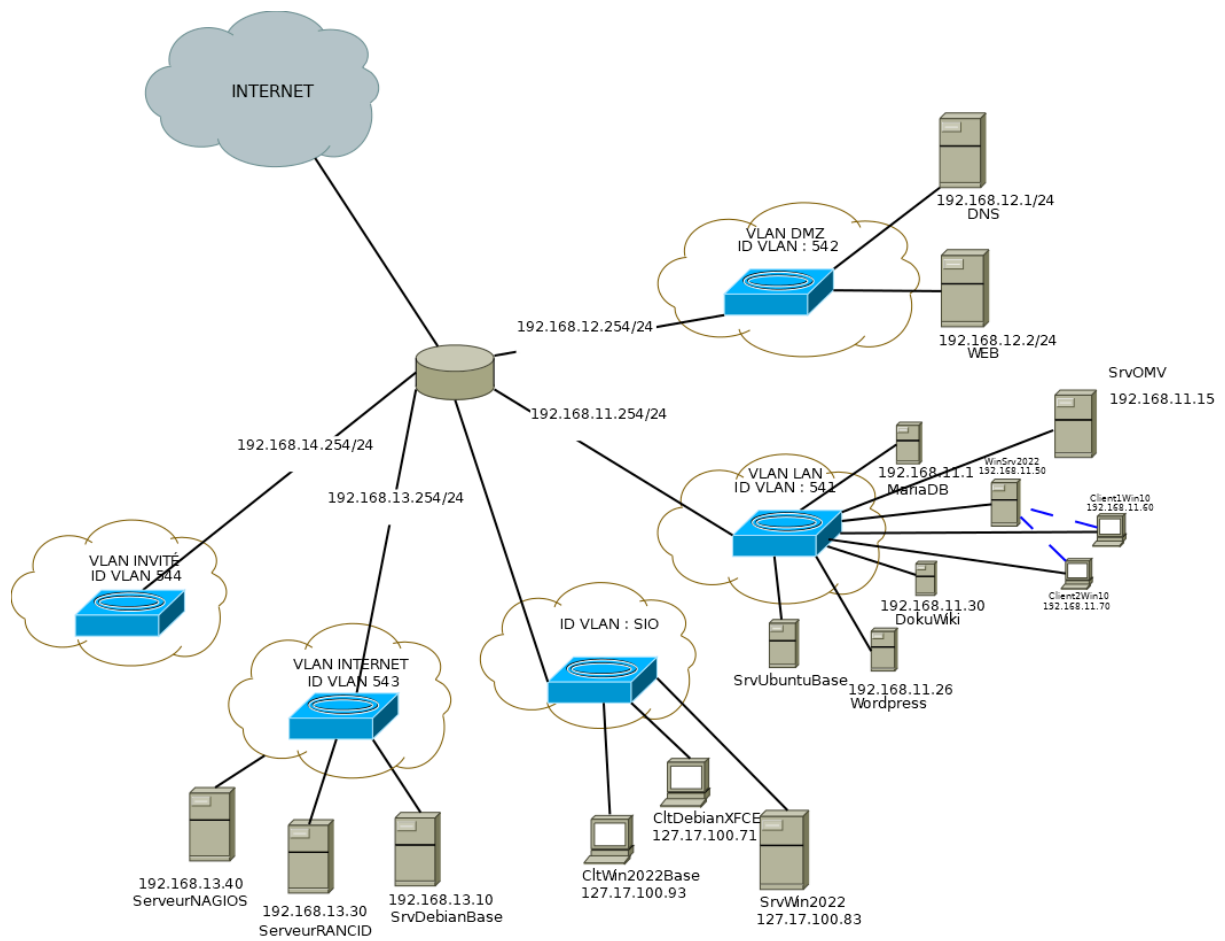 INTERNET
192.168.12.1/24
DNS
VLAN DMZ
ID VLAN : 542
192.168.12.254/24
192.168.12.2/24
WEB
SrvOMV
192.168.11.15
192.168.11.254/24
192.168.14.254/24
192.168.13.254/24
VLAN LAN
ID VLAN : 541
192.168.11.1
MariaDB
WinSrv2022
192.168.11.50
Client1Win10
192.168.11.60
Client2Win10
192.168.11.70
192.168.11.30
DokuWiki
192.168.11.26
Wordpress
SrvUbuntuBase
VLAN INVITÉ
ID VLAN 544
ID VLAN : SIO
VLAN INTERNET
ID VLAN 543
CltDebianXFCE
127.17.100.71
CltWin2022Base
127.17.100.93
SrvWin2022
127.17.100.83
192.168.13.40
ServeurNAGIOS
192.168.13.30
ServeurRANCID
192.168.13.10
SrvDebianBase